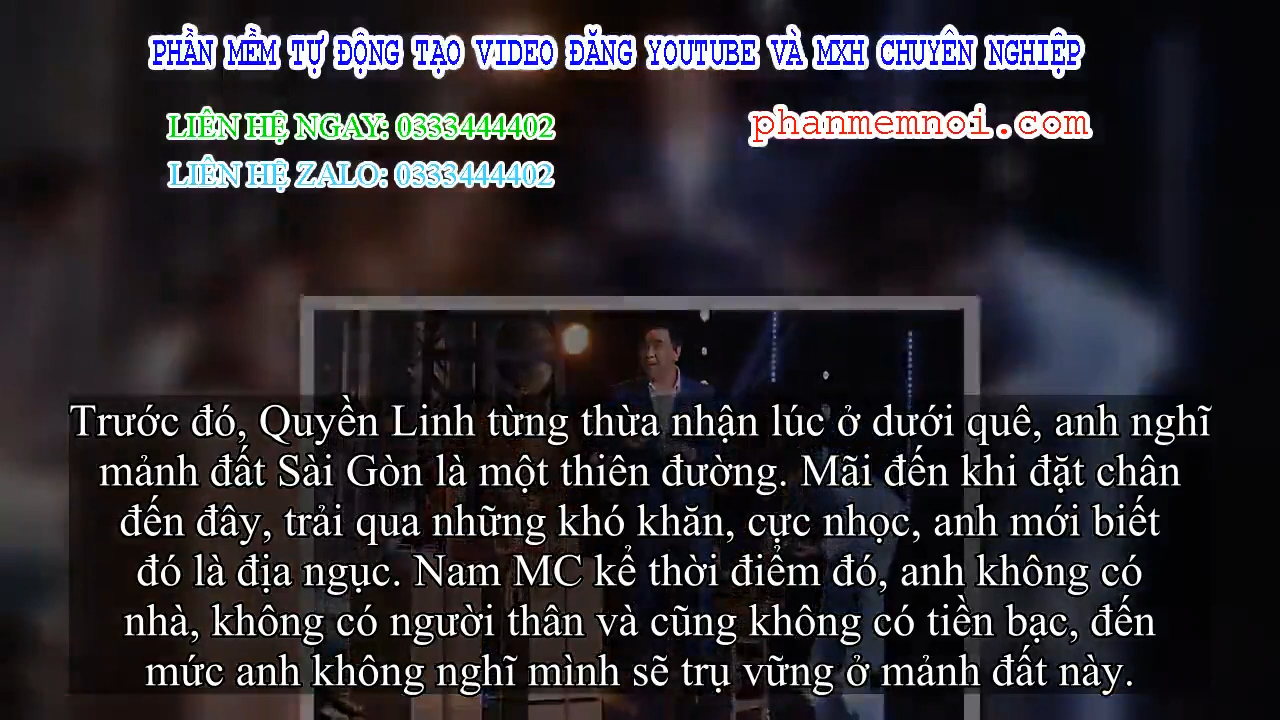 PHẦN MỀM TỰ ĐỘNG TẠO VIDEO ĐĂNG YOUTUBE VÀ MXH CHUYÊN NGHIỆP
LIÊN HỆ NGAY: 0333444402
phanmemnoi.com
LIÊN HỆ ZALO: 0333444402
Trước đó, Quyền Linh từng thừa nhận lúc ở dưới quê, anh nghĩ
mảnh đất Sài Gòn là một thiên đường. Mãi đến khi đặt chân
đến đây, trải qua những khó khăn, cực nhọc, anh mới biết
đó là địa ngục. Nam MC kể thời điểm đó, anh không có
nhà, không có người thân và cũng không có tiền bạc, đến
mức anh không nghĩ mình sẽ trụ vững ở mảnh đất này.